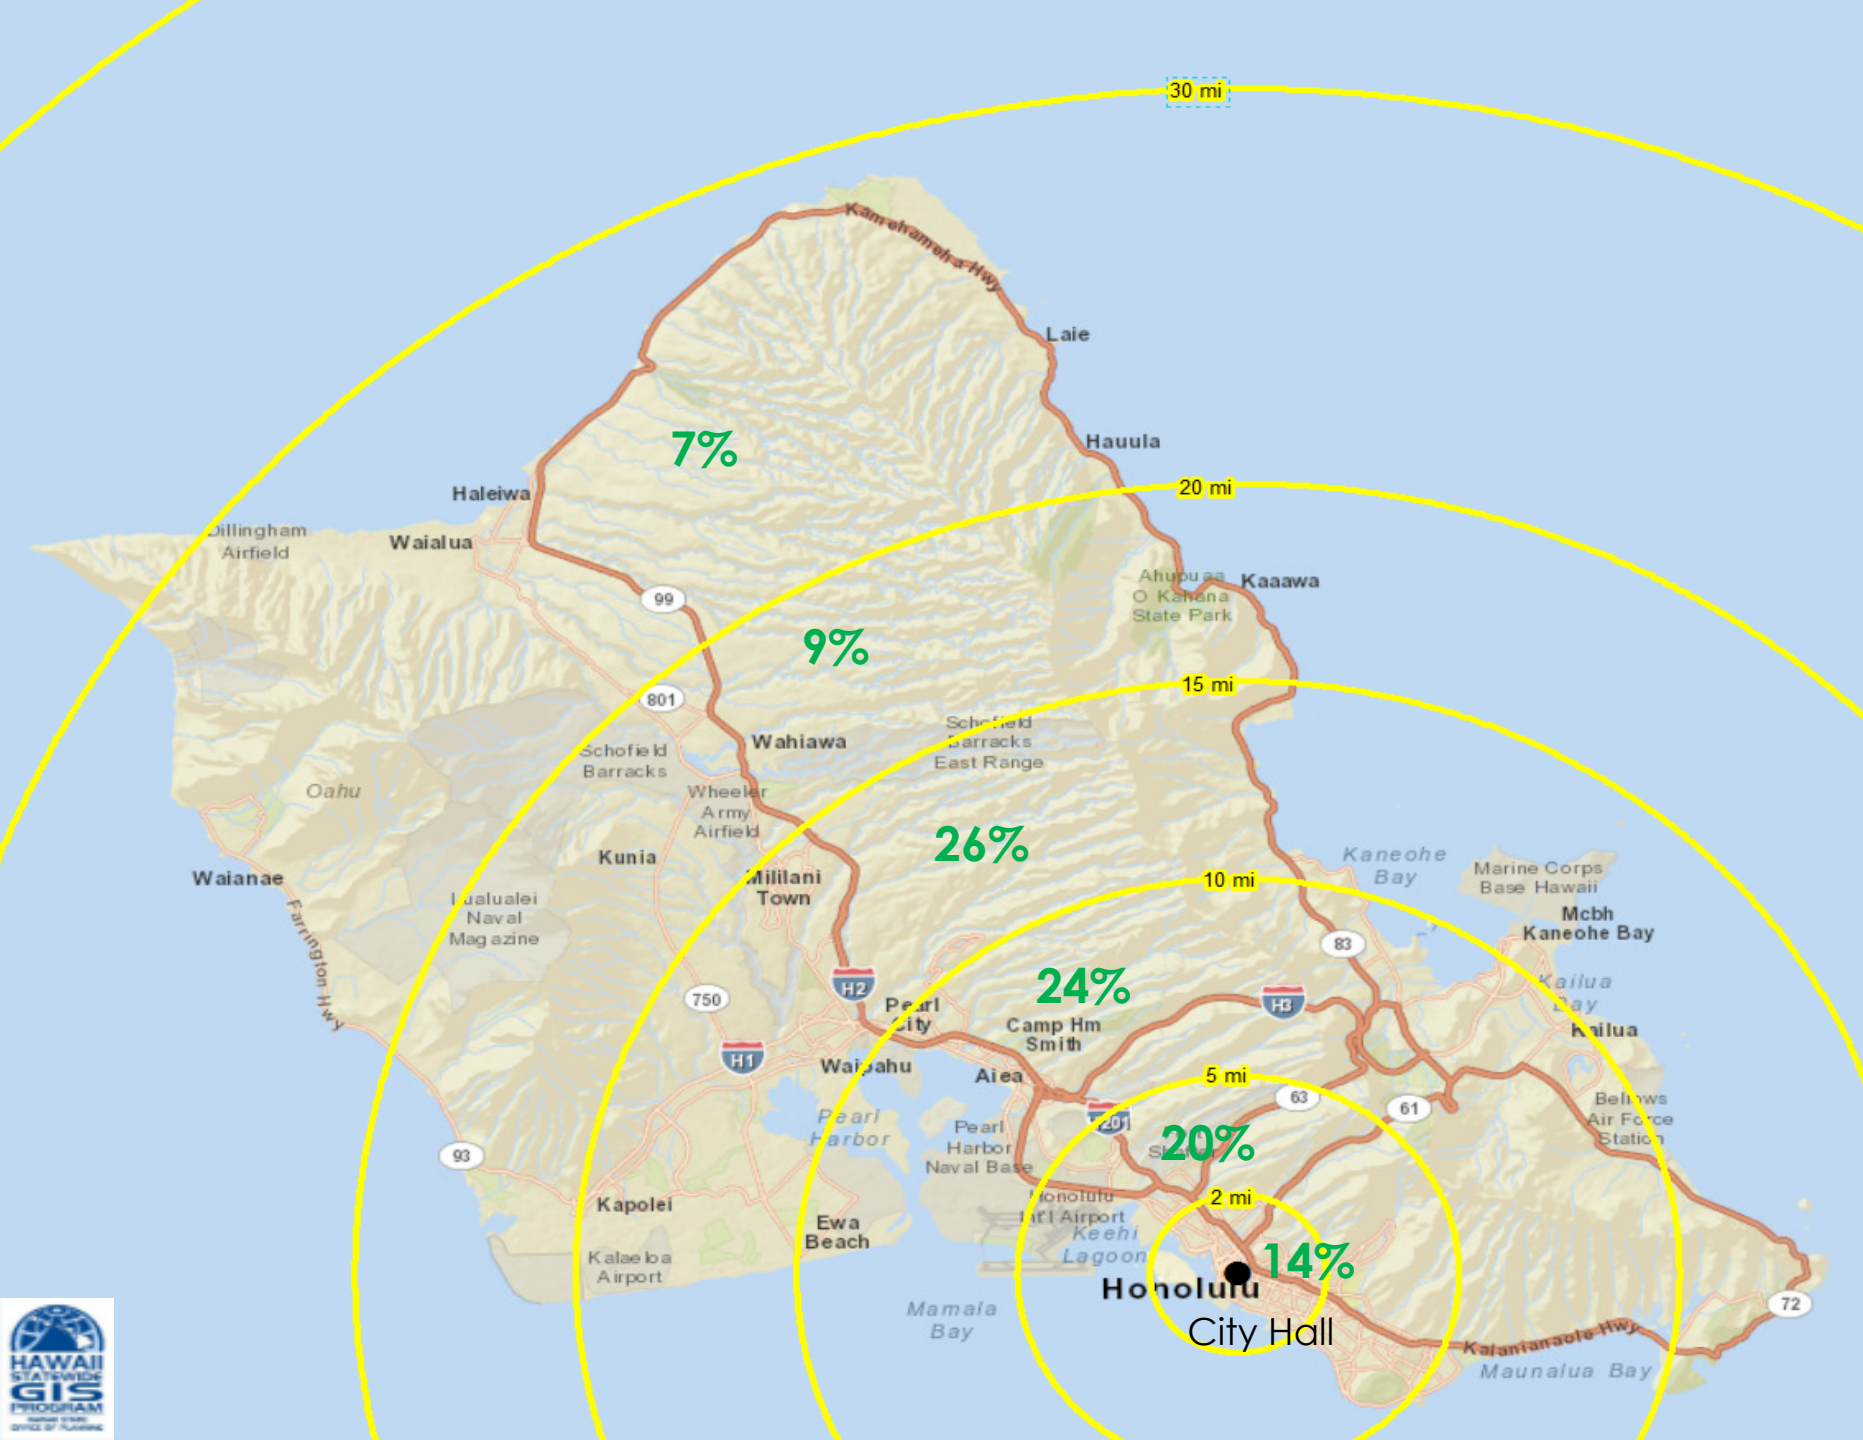 30 mi
Kamehameha Hwy
Laie
7%
Hauula
Haleiwa
20 mi
Dillingham
Airfield
Waialua
Ahupuaa
O Kahana
State Park
Kaaawa
99
9%
15 mi
801
Schofield
Barracks
East Range
Wahiawa
Schofield
Barracks
Oahu
Wheeler
Army
Airfield
26%
Kunia
Kaneohe
Bay
Marine Corps
Base Hawaii
Waianae
Mililani
Town
10 mi
Lualualei
Naval
Magazine
Mcbh
Kaneohe Bay
Farrington Hwy
83
24%
Kailua
Bay
H2
750
Pearl
City
H3
Camp Hm
Smith
Kailua
H1
Waipahu
Aiea
5 mi
63
61
Bellows
Air Force
Station
Pearl
Harbor
H201
20%
Pearl
Harbor
Naval Base
93
2 mi
Kapolei
Honolulu
Int'l Airport
Ewa
Beach
Keehi
Lagoon
Kalaeloa
Airport
14%
Honolulu
City Hall
Mamala
Bay
72
Kalanianaole Hwy
Maunalua Bay
HAWAII
STATEWIDE
GIS
PROGRAM